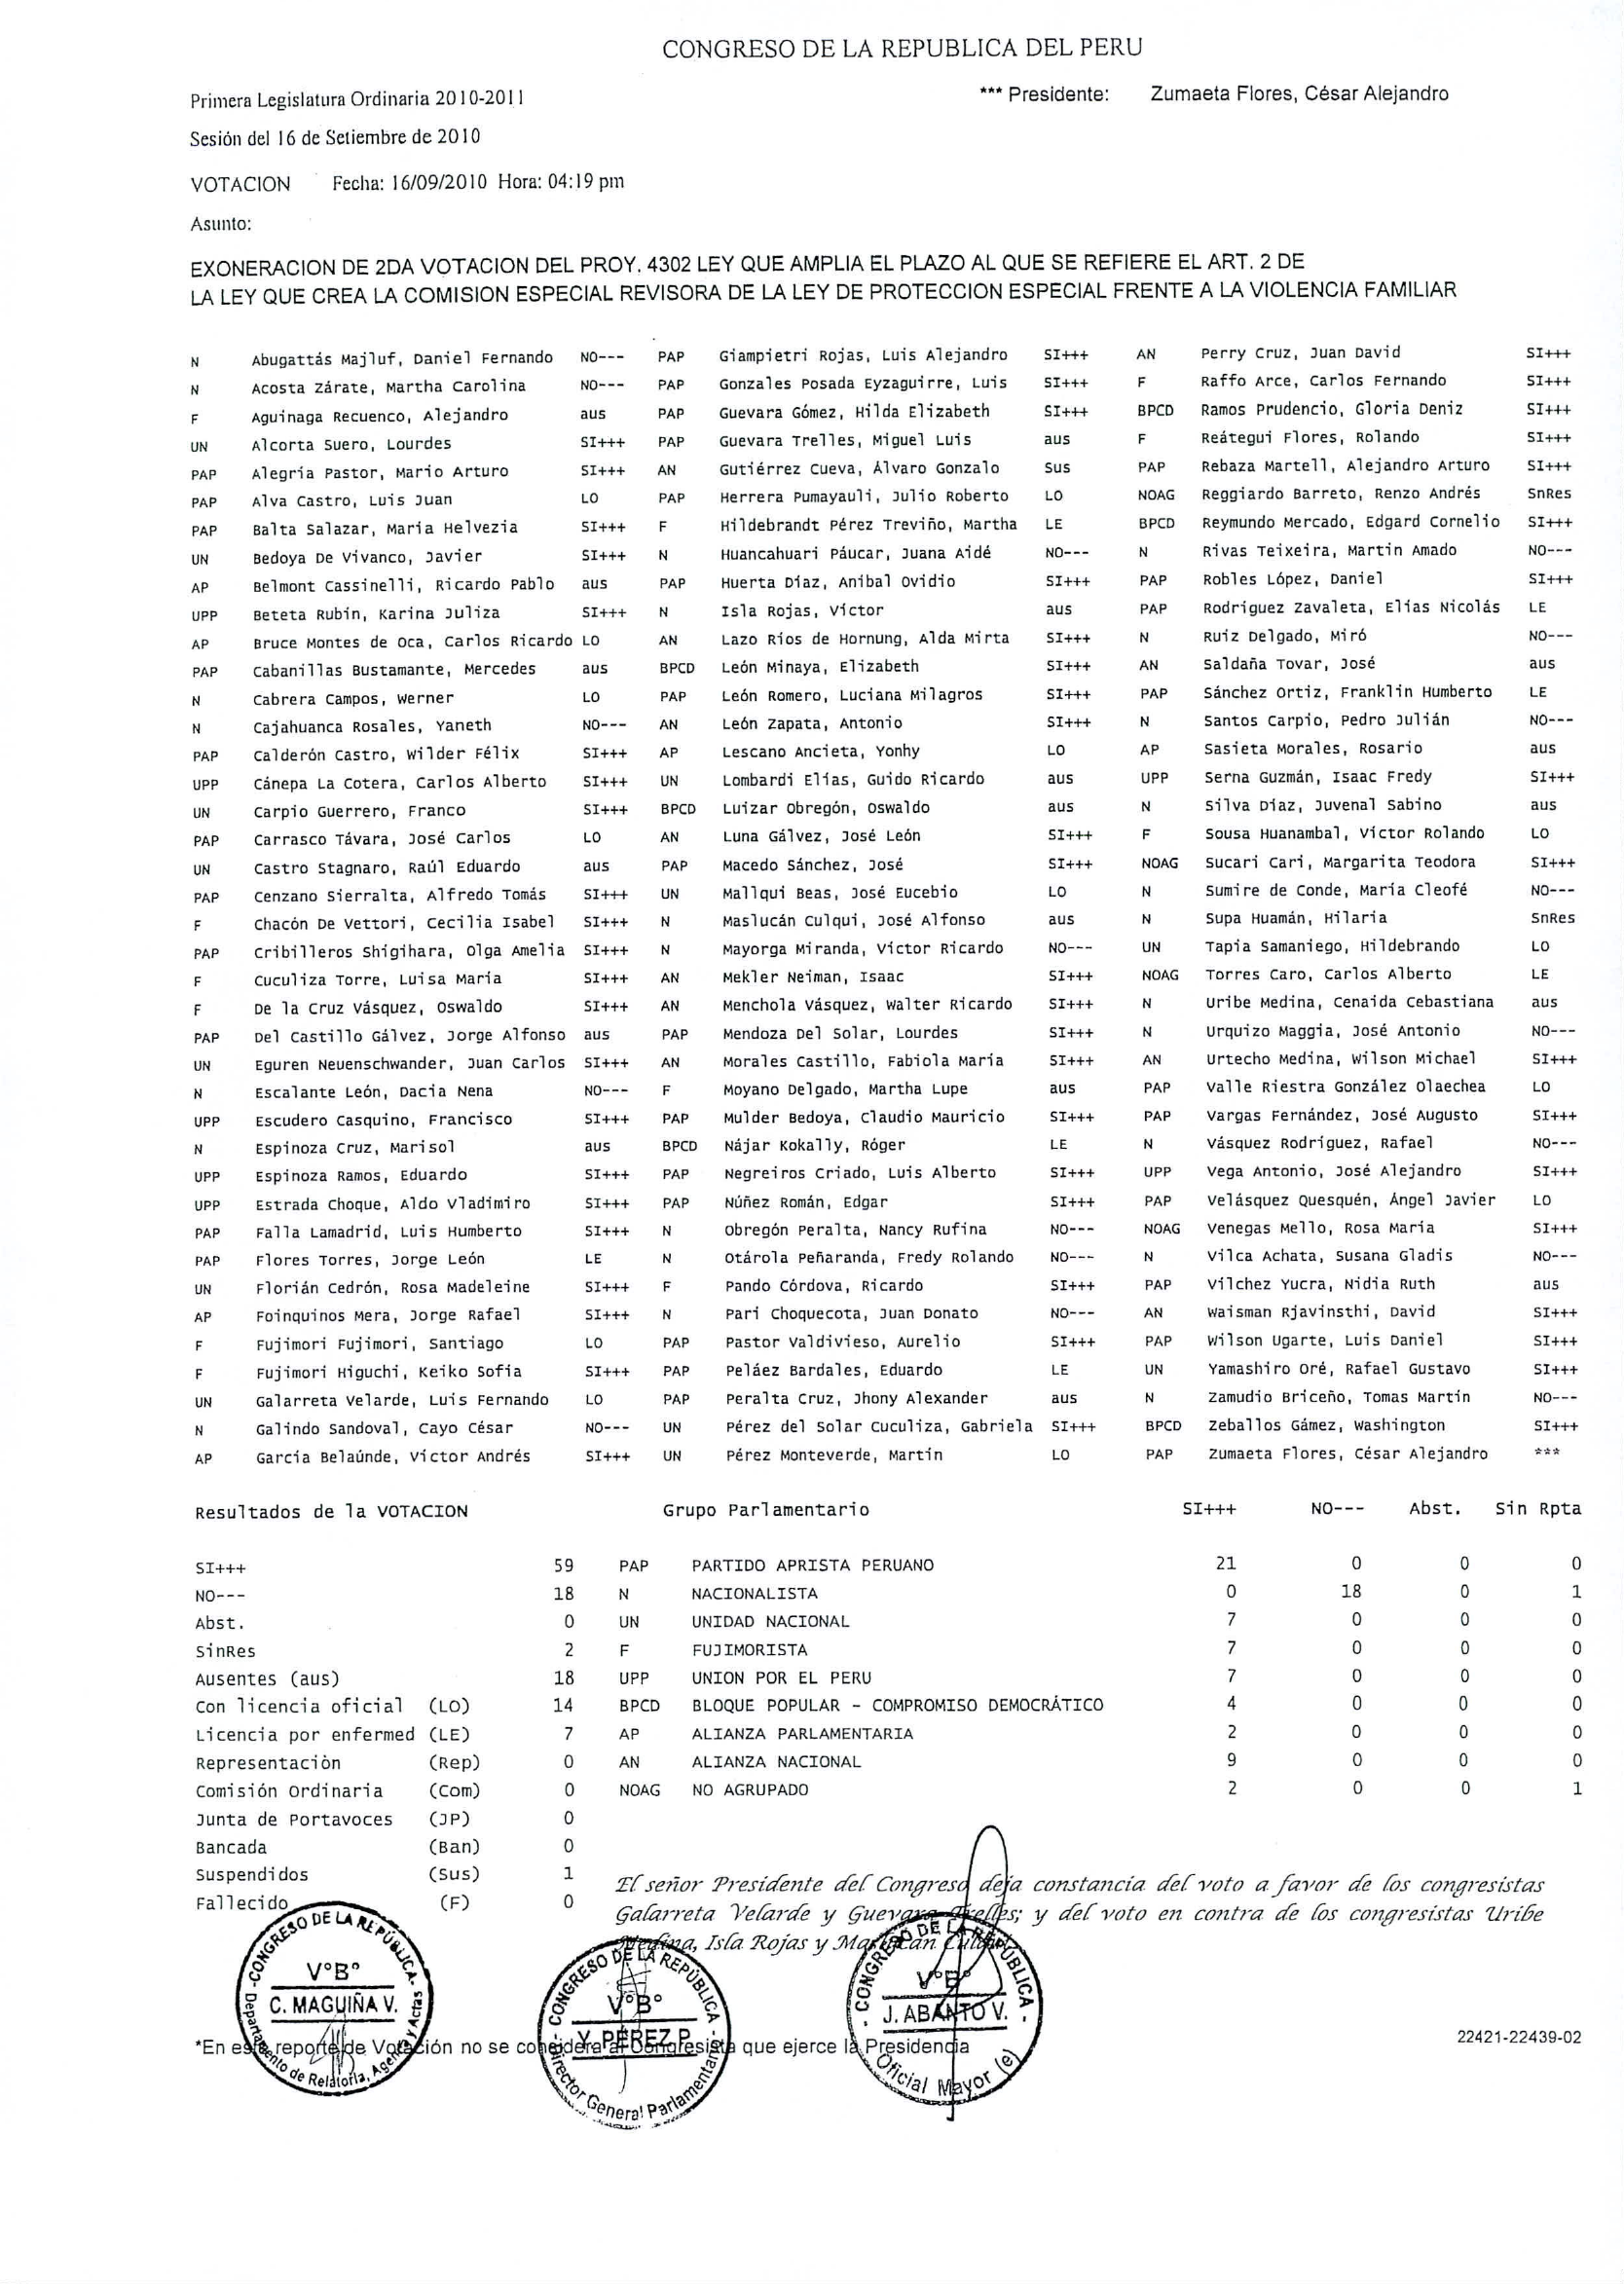 CONGRESO DE LA REPUBLICA DEL PERU
Primera Legislatura Ordinaria 2010-2011 *** Presidente: Zumaeta Flores, César Alejandro
Sesión del 16 de Setiembre de 2010
VOTACION Fecha: 16/09/2010 Hora: 04:19 pm
Asunto:
EXONERACION DE 2DA VOTACION DEL PROY. 4302 LEY QUE AMPLIA EL PLAZO AL QUE SE REFIERE EL ART. 2 DE
LA LEY QUE CREA LA COMISION ESPECIAL REVISORA DE LA LEY DE PROTECCION ESPECIAL FRENTE A LA VIOLENCIA FAMILIAR
N Abugattás Majluf, Daniel Fernando NO--- PAP Giampietri Rojas, Luis Alejandro SI+++ AN Perry Cruz, Juan David SI+++
N Acosta Zárate, Martha Carolina NO--- PAP Gonzales Posada Eyzaguirre, Luis SI+++ F Raffo Arce, Carlos Fernando SI+++
F Aguinaga Recuenco, Alejandro aus PAP Guevara Gómez, Hilda Elizabeth SI+++ BPCD Ramos Prudencio, Gloria Deniz SI+++
UN Alcorta Suero, Lourdes SI+++ PAP Guevara Trelles, Miguel Luis aus F Reátegui Flores, Rolando SI+++
PAP Alegría Pastor, Mario Arturo SI+++ AN Gutiérrez Cueva, Álvaro Gonzalo Sus PAP Rebaza Martell, Alejandro Arturo SI+++
PAP Alva Castro, Luis Juan LO PAP Herrera Pumayauli, Julio Roberto LO NOAG Reggiardo Barreto, Renzo Andrés SnRes
PAP Balta Salazar, María Helvezia SI+++ F Hildebrandt Pérez Treviño, Martha LE BPCD Reymundo Mercado, Edgard Cornelio SI+++
UN Bedoya De Vivanco, Javier SI+++ N Huancahuari Páucar, Juana Aidé NO--- N Rivas Teixeira, Martín Amado NO---
AP Belmont Cassinelli, Ricardo Pablo aus PAP Huerta Díaz, Aníbal Ovidio SI+++ PAP Robles López, Daniel SI+++
UPP Beteta Rubín, Karina Juliza SI+++ N Isla Rojas, Víctor aus PAP Rodríguez Zavaleta, Elías Nicolás LE
AP Bruce Montes de Oca, Carlos Ricardo LO AN Lazo Ríos de Hornung, Alda Mirta SI+++ N Ruiz Delgado, Miró NO---
PAP Cabanillas Bustamante, Mercedes aus BPCD León Minaya, Elizabeth SI+++ AN Saldaña Tovar, José aus
N Cabrera Campos, Werner LO PAP León Romero, Luciana Milagros SI+++ PAP Sánchez Ortiz, Franklin Humberto LE
N Cajahuanca Rosales, Yaneth NO--- AN León Zapata, Antonio SI+++ N Santos Carpio, Pedro Julián NO---
PAP Calderón Castro, Wilder Félix SI+++ AP Lescano Ancieta, Yonhy LO AP Sasieta Morales, Rosario aus
UPP Cánepa La Cotera, Carlos Alberto SI+++ UN Lombardi Elías, Guido Ricardo aus UPP Serna Guzmán, Isaac Fredy SI+++
UN Carpio Guerrero, Franco SI+++ BPCD Luizar Obregón, Oswaldo aus N Silva Díaz, Juvenal Sabino aus
PAP Carrasco Távara, José Carlos LO AN Luna Gálvez, José León SI+++ F Sousa Huanambal, Víctor Rolando LO
UN Castro Stagnaro, Raúl Eduardo aus PAP Macedo Sánchez, José SI+++ NOAG Sucari Cari, Margarita Teodora SI+++
PAP Cenzano Sierralta, Alfredo Tomás SI+++ UN Mallqui Beas, José Eucebio LO N Sumire de Conde, María Cleofé NO---
F Chacón De Vettori, Cecilia Isabel SI+++ N Maslucán Culqui, José Alfonso aus N Supa Huamán, Hilaria SnRes
PAP Cribilleros Shigihara, Olga Amelia SI+++ N Mayorga Miranda, Víctor Ricardo NO--- UN Tapia Samaniego, Hildebrando LO
F Cuculiza Torre, Luisa María SI+++ AN Mekler Neiman, Isaac SI+++ NOAG Torres Caro, Carlos Alberto LE
F De la Cruz Vásquez, Oswaldo SI+++ AN Menchola Vásquez, Walter Ricardo SI+++ N Uribe Medina, Cenaida Cebastiana aus
PAP Del Castillo Gálvez, Jorge Alfonso aus PAP Mendoza Del Solar, Lourdes SI+++ N Urquizo Maggia, José Antonio NO---
UN Eguren Neuenschwander, Juan Carlos SI+++ AN Morales Castillo, Fabiola María SI+++ AN Urtecho Medina, Wilson Michael SI+++
N Escalante León, Dacia Nena NO--- F Moyano Delgado, Martha Lupe aus PAP Valle Riestra González Olaechea LO
UPP Escudero Casquino, Francisco SI+++ PAP Mulder Bedoya, Claudio Mauricio SI+++ PAP Vargas Fernández, José Augusto SI+++
N Espinoza Cruz, Marisol aus BPCD Nájar Kokally, Róger LE N Vásquez Rodríguez, Rafael NO---
UPP Espinoza Ramos, Eduardo SI+++ PAP Negreiros Criado, Luis Alberto SI+++ UPP Vega Antonio, José Alejandro SI+++
UPP Estrada Choque, Aldo Vladimiro SI+++ PAP Núñez Román, Edgar SI+++ PAP Velásquez Quesquén, Ángel Javier LO
PAP Falla Lamadrid, Luis Humberto SI+++ N Obregón Peralta, Nancy Rufina NO--- NOAG Venegas Mello, Rosa María SI+++
PAP Flores Torres, Jorge León LE N Otárola Peñaranda, Fredy Rolando NO--- N Vilca Achata, Susana Gladis NO---
UN Florián Cedrón, Rosa Madeleine SI+++ F Pando Córdova, Ricardo SI+++ PAP Vilchez Yucra, Nidia Ruth aus
AP Foinquinos Mera, Jorge Rafael SI+++ N Pari Choquecota, Juan Donato NO--- AN Waisman Rjavinsthi, David SI+++
F Fujimori Fujimori, Santiago LO PAP Pastor Valdivieso, Aurelio SI+++ PAP Wilson Ugarte, Luis Daniel SI+++
F Fujimori Higuchi, Keiko Sofía SI+++ PAP Peláez Bardales, Eduardo LE UN Yamashiro Oré, Rafael Gustavo SI+++
UN Galarreta Velarde, Luis Fernando LO PAP Peralta Cruz, Jhony Alexander aus N Zamudio Briceño, Tomas Martín NO---
N Galindo Sandoval, Cayo César NO--- UN Pérez del Solar Cuculiza, Gabriela SI+++ BPCD Zeballos Gámez, Washington SI+++
AP García Belaúnde, Víctor Andrés SI+++ UN Pérez Monteverde, Martín LO PAP Zumaeta Flores, César Alejandro ***
Resultados de la VOTACION Grupo Parlamentario SI+++ NO--- Abst. Sin Rpta
SI+++ 59 PAP PARTIDO APRISTA PERUANO 21 0 0 0
NO--- 18 N NACIONALISTA 0 18 0 1
Abst. 0 UN UNIDAD NACIONAL 7 0 0 0
SinRes 2 F FUJIMORISTA 7 0 0 0
Ausentes (aus) 18 UPP UNION POR EL PERU 7 0 0 0
Con licencia oficial (LO) 14 BPCD BLOQUE POPULAR - COMPROMISO DEMOCRÁTICO 4 0 0 0
Licencia por enfermed (LE) 7 AP ALIANZA PARLAMENTARIA 2 0 0 0
Representación (Rep) 0 AN ALIANZA NACIONAL 9 0 0 0
Comisión Ordinaria (Com) 0 NOAG NO AGRUPADO 2 0 0 1
Junta de Portavoces (JP) 0
Bancada (Ban) 0
Suspendidos (Sus) 1
Fallecido (F) 0
El señor Presidente del Congreso deja constancia del voto a favor de los congresistas
Galarreta Velarde y Guevara Trelles; y del voto en contra de los congresistas Uribe
Medina, Isla Rojas y Maslucán Culqui.
CONGRESO DE LA REPÚBLICA
V°B°
C. MAGUIÑA V.
Departamento de Relatoría, Agenda y Actas
CONGRESO DE LA REPÚBLICA
V°B°
Y. PEREZ P.
Director General Parlamentario
CONGRESO DE LA REPÚBLICA
V°B°
J. ABANTO V.
Oficial Mayor (e)
*En este reporte de Votación no se considera al Congresista que ejerce la Presidencia
22421-22439-02